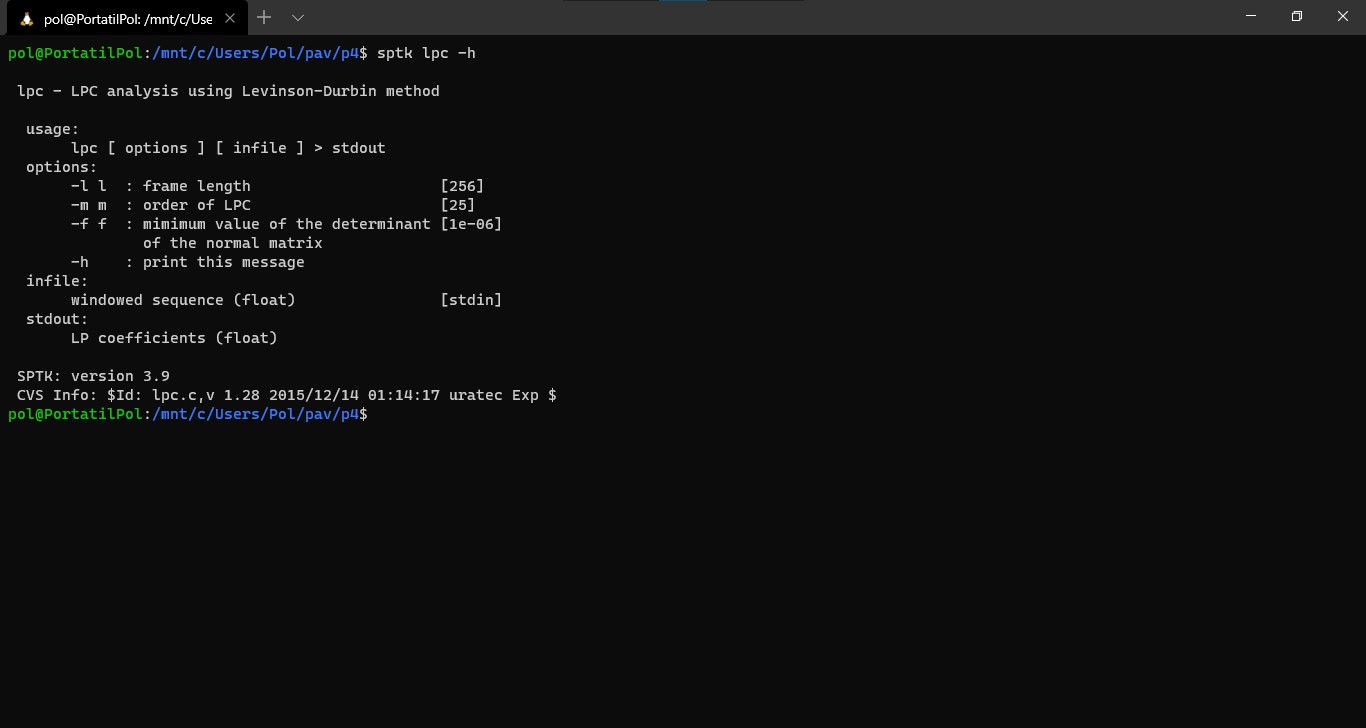 pol@PortatilPol: /mnt/c/Use
pol@PortatilPol:/mnt/c/Users/Pol/pav/p4$ sptk lpc -h
lpc - LPC analysis using Levinson-Durbin method
usage:
lpc [ options ] [ infile ] > stdout
options:
-l l : frame length [256]
-m m : order of LPC [25]
-f f : mimimum value of the determinant [1e-06]
of the normal matrix
-h : print this message
infile:
windowed sequence (float) [stdin]
stdout:
LP coefficients (float)
SPTK: version 3.9
CVS Info: $Id: lpc.c,v 1.28 2015/12/14 01:14:17 uratec Exp $
pol@PortatilPol:/mnt/c/Users/Pol/pav/p4$